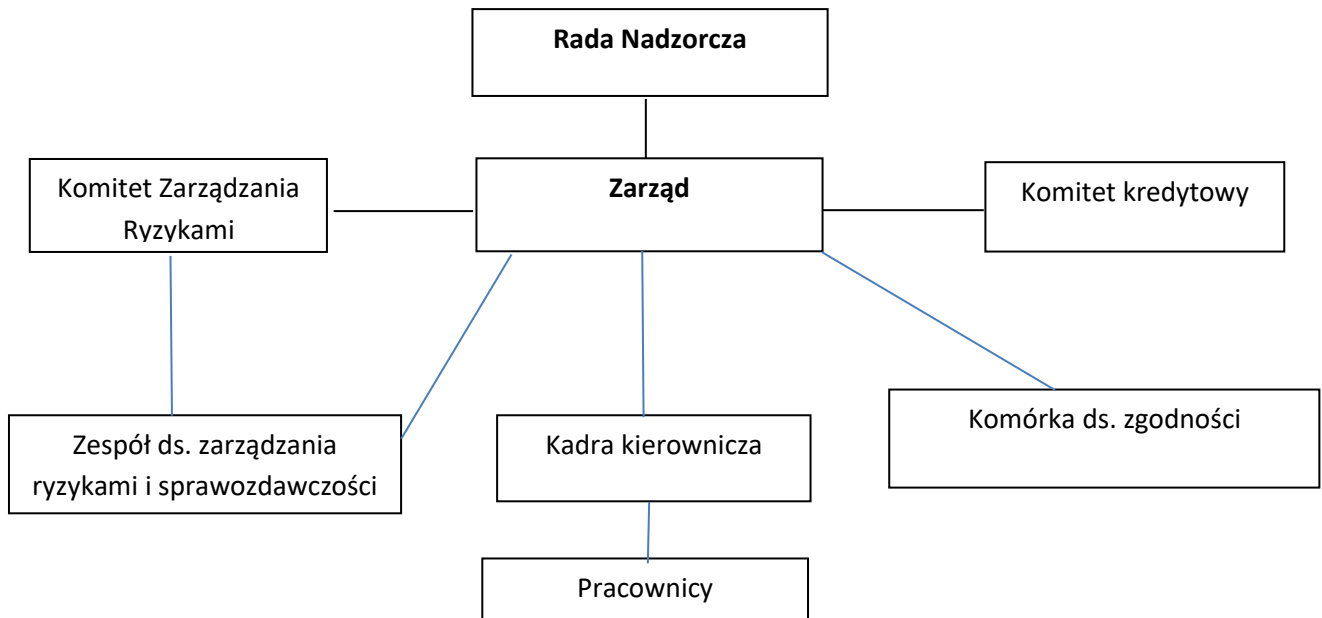 Rada Nadzorcza
Komitet Zarządzania
Ryzykami
Zarząd
Komitet kredytowy
Zespół ds. zarządzania
ryzykami i sprawozdawczości
Kadra kierownicza
Komórka ds. zgodności
Pracownicy